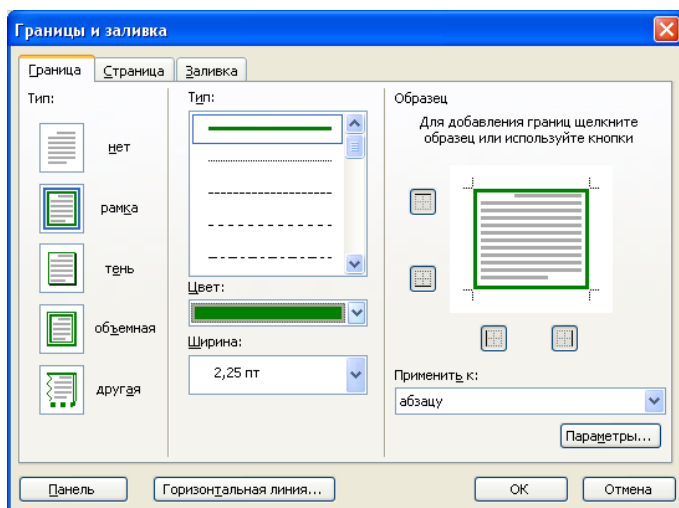 Границы и заливка
Граница Страница Заливка
Тип:
нет
рамка
тень
объемная
другая
Тип:
Цвет:
Ширина:
2,25 пт
Образец
Для добавления границ щелкните
образец или используйте кнопки
Применить к:
абзацу
Параметры...
Панель Горизонтальная линия... ОК Отмена